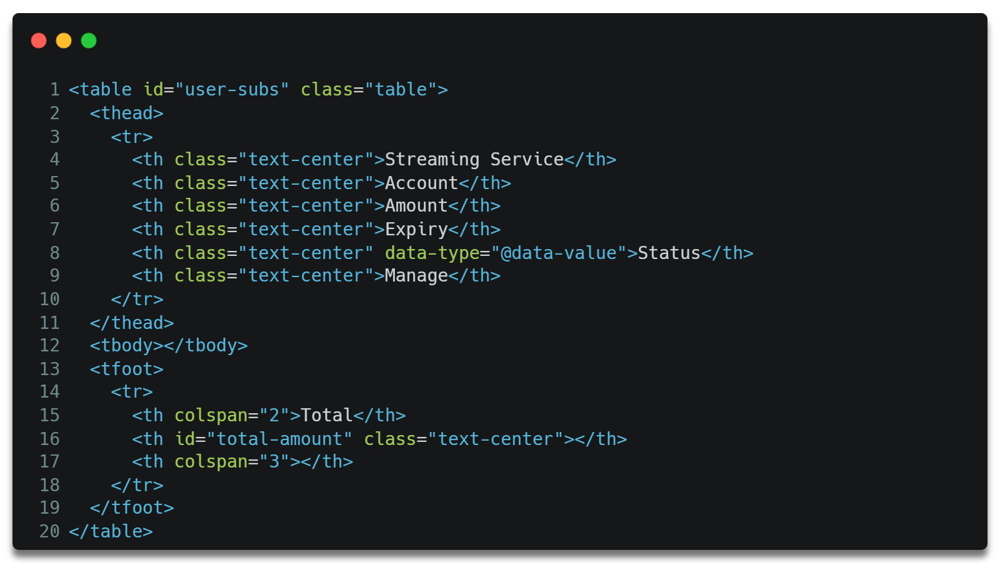 1 <table id="user-subs" class="table">
2   <thead>
3     <tr>
4       <th class="text-center">Streaming Service</th>
5       <th class="text-center">Account</th>
6       <th class="text-center">Amount</th>
7       <th class="text-center">Expiry</th>
8       <th class="text-center" data-type="@data-value">Status</th>
9       <th class="text-center">Manage</th>
10     </tr>
11   </thead>
12   <tbody></tbody>
13   <tfoot>
14     <tr>
15       <th colspan="2">Total</th>
16       <th id="total-amount" class="text-center"></th>
17       <th colspan="3"></th>
18     </tr>
19   </tfoot>
20 </table>